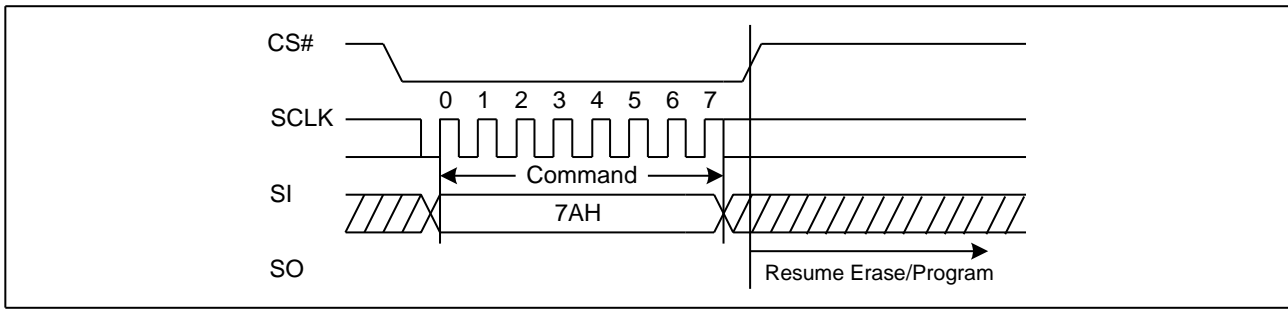 CS#
0 1 2 3 4 5 6 7
SCLK
Command
SI
7AH
SO
Resume Erase/Program